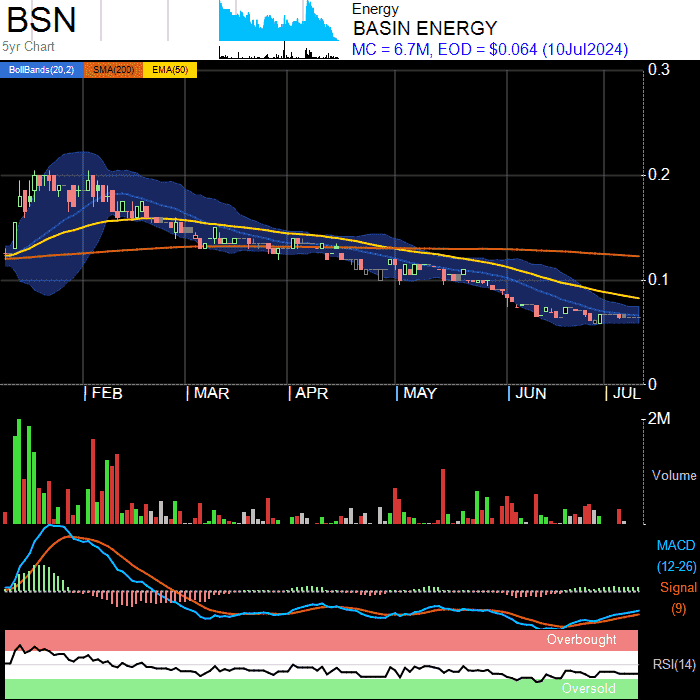 BSN
5yr Chart
Energy
BASIN ENERGY
MC = 6.7M, EOD = $0.064 (10Jul2024)
BollBands(20,2) SMA(200) EMA(50)
0.3
0.2
0.1
0
FEB MAR APR MAY JUN JUL
2M
Volume
MACD
(12-26)
Signal
(9)
Overbought
RSI(14)
Oversold